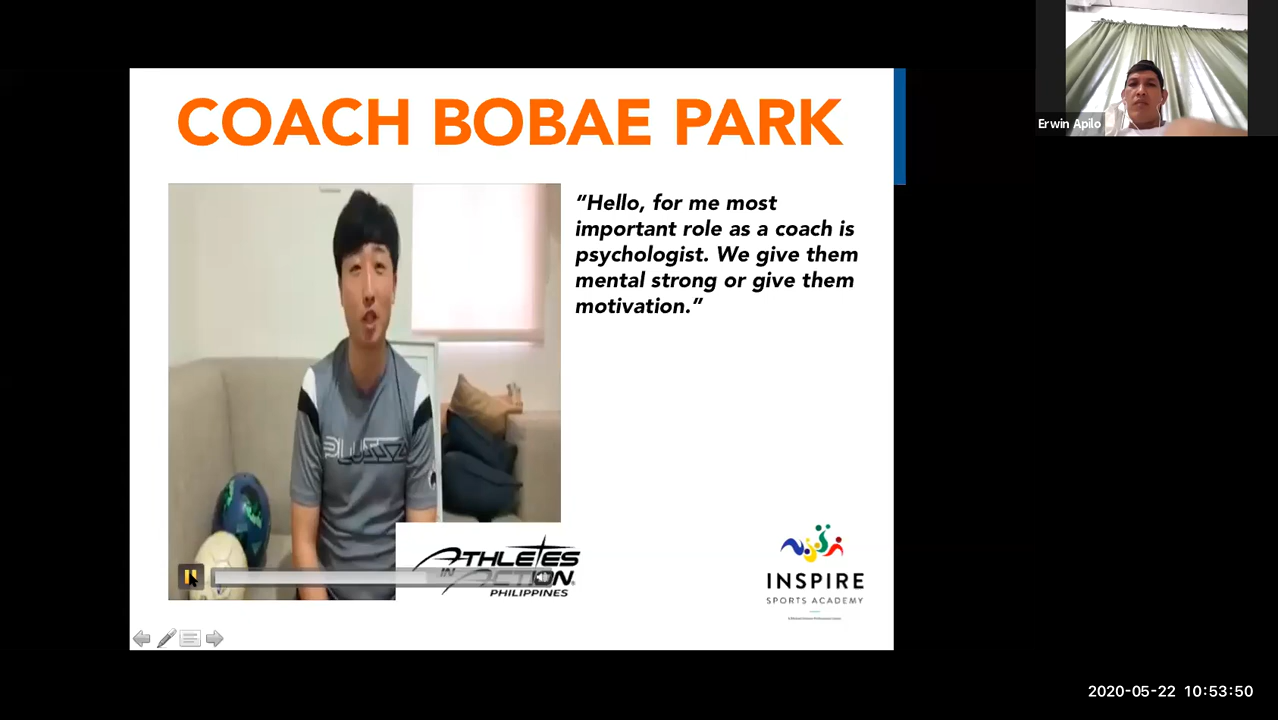 COACH BOBAE PARK
Erwin Apilo
“Hello, for me most
important role as a coach is
psychologist. We give them
mental strong or give them
motivation.”
ATHLETES
IN ACTION®
PHILIPPINES
INSPIRE
SPORTS ACADEMY
2020-05-22 10:53:50